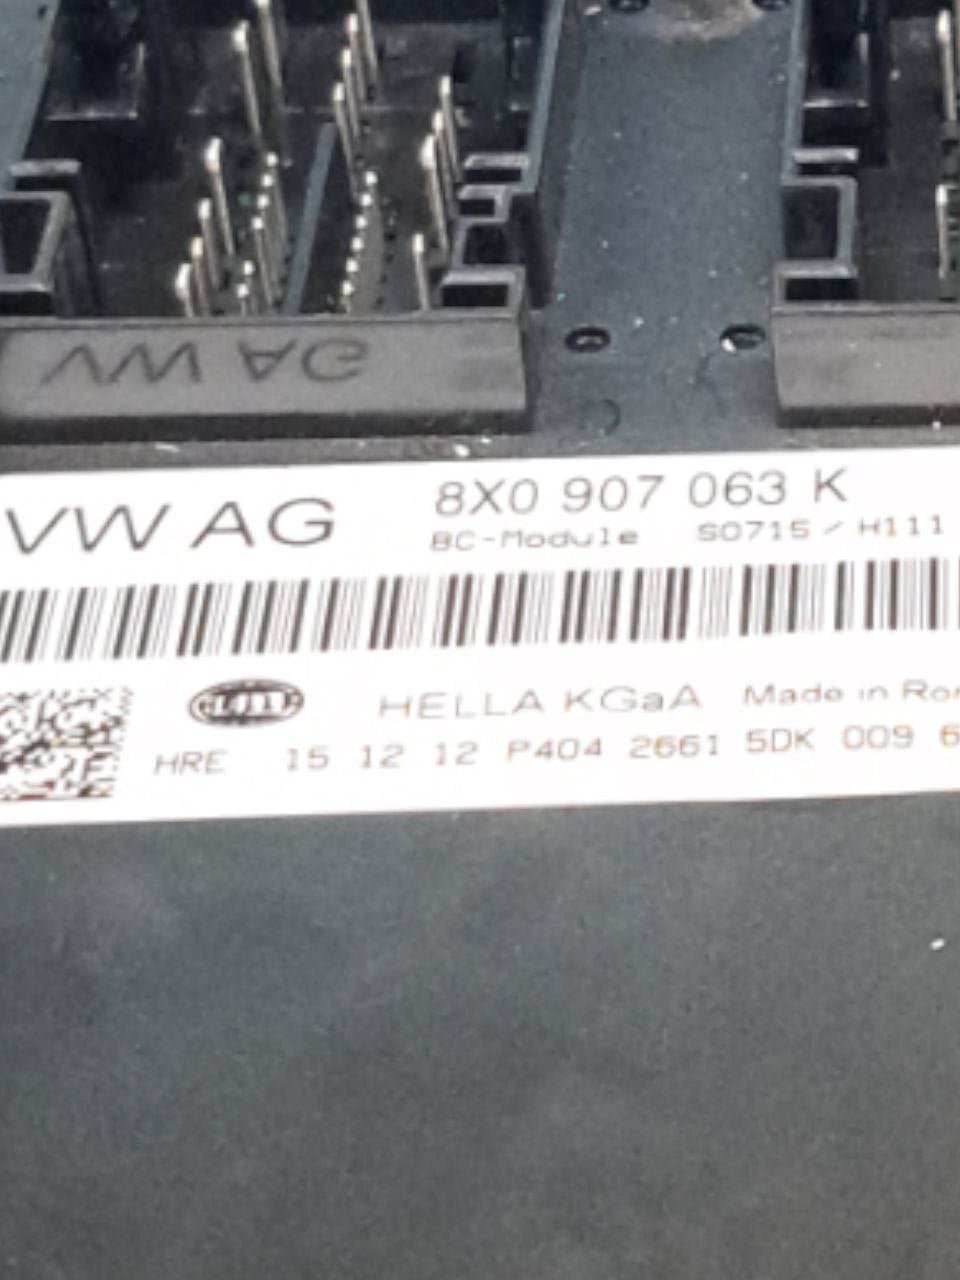 VW AG
VW AG 8X0 907 063 K
BC-Module S0715 / H111
HELLA
HELLA KGaA Made in
HRE 15 12 12 P404 2661 5DK 009